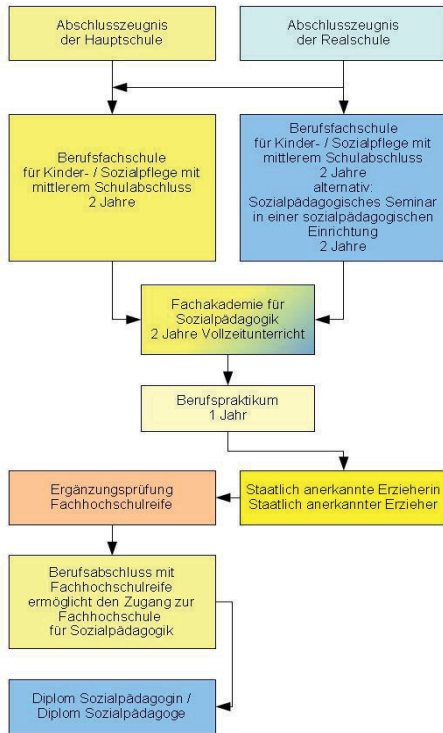 Abschlusszeugnis
der Hauptschule
Abschlusszeugnis
der Realschule
Berufsfachschule
für Kinder- / Sozialpflege mit
mittlerem Schulabschluss
2 Jahre
Berufsfachschule
für Kinder- / Sozialpflege mit
mittlerem Schulabschluss
2 Jahre
alternativ:
Sozialpädagogisches Seminar
in einer sozialpädagogischen
Einrichtung
2 Jahre
Fachakademie für
Sozialpädagogik
2 Jahre Vollzeitunterricht
Berufspraktikum
1 Jahr
Ergänzungsprüfung
Fachhochschulreife
Staatlich anerkannte Erzieherin
Staatlich anerkannter Erzieher
Berufsabschluss mit
Fachhochschulreife
ermöglicht den Zugang zur
Fachhochschule
für Sozialpädagogik
Diplom Sozialpädagogin /
Diplom Sozialpädagoge